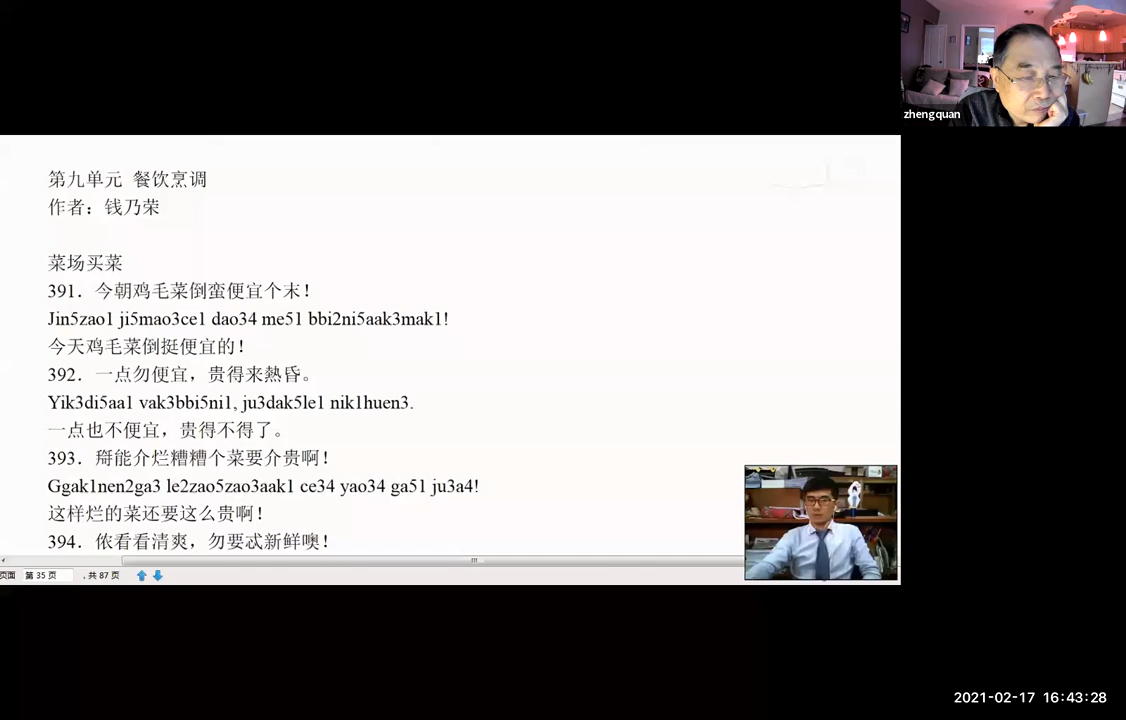 zhengquan
第九单元 餐饮烹调
作者：钱乃荣
菜场买菜
391．今朝鸡毛菜倒蛮便宜个末！
Jin5zao1 ji5mao3ce1 dao34 me51 bbi2ni5aak3mak1!
今天鸡毛菜倒挺便宜的！
392．一点勿便宜，贵得来熱昏。
Yik3di5aa1 vak3bbi5ni1, ju3dak5le1 nik1huen3.
一点也不便宜，贵得不得了。
393．搿能介烂糟糟个菜要介贵啊！
Ggak1nen2ga3 le2zao5zao3aak1 ce34 yao34 ga51 ju3a4!
这样烂的菜还要这么贵啊！
394．侬看看清爽，勿要忒新鲜噢！
页面 第 35 页 , 共 87 页
2021-02-17 16:43:28